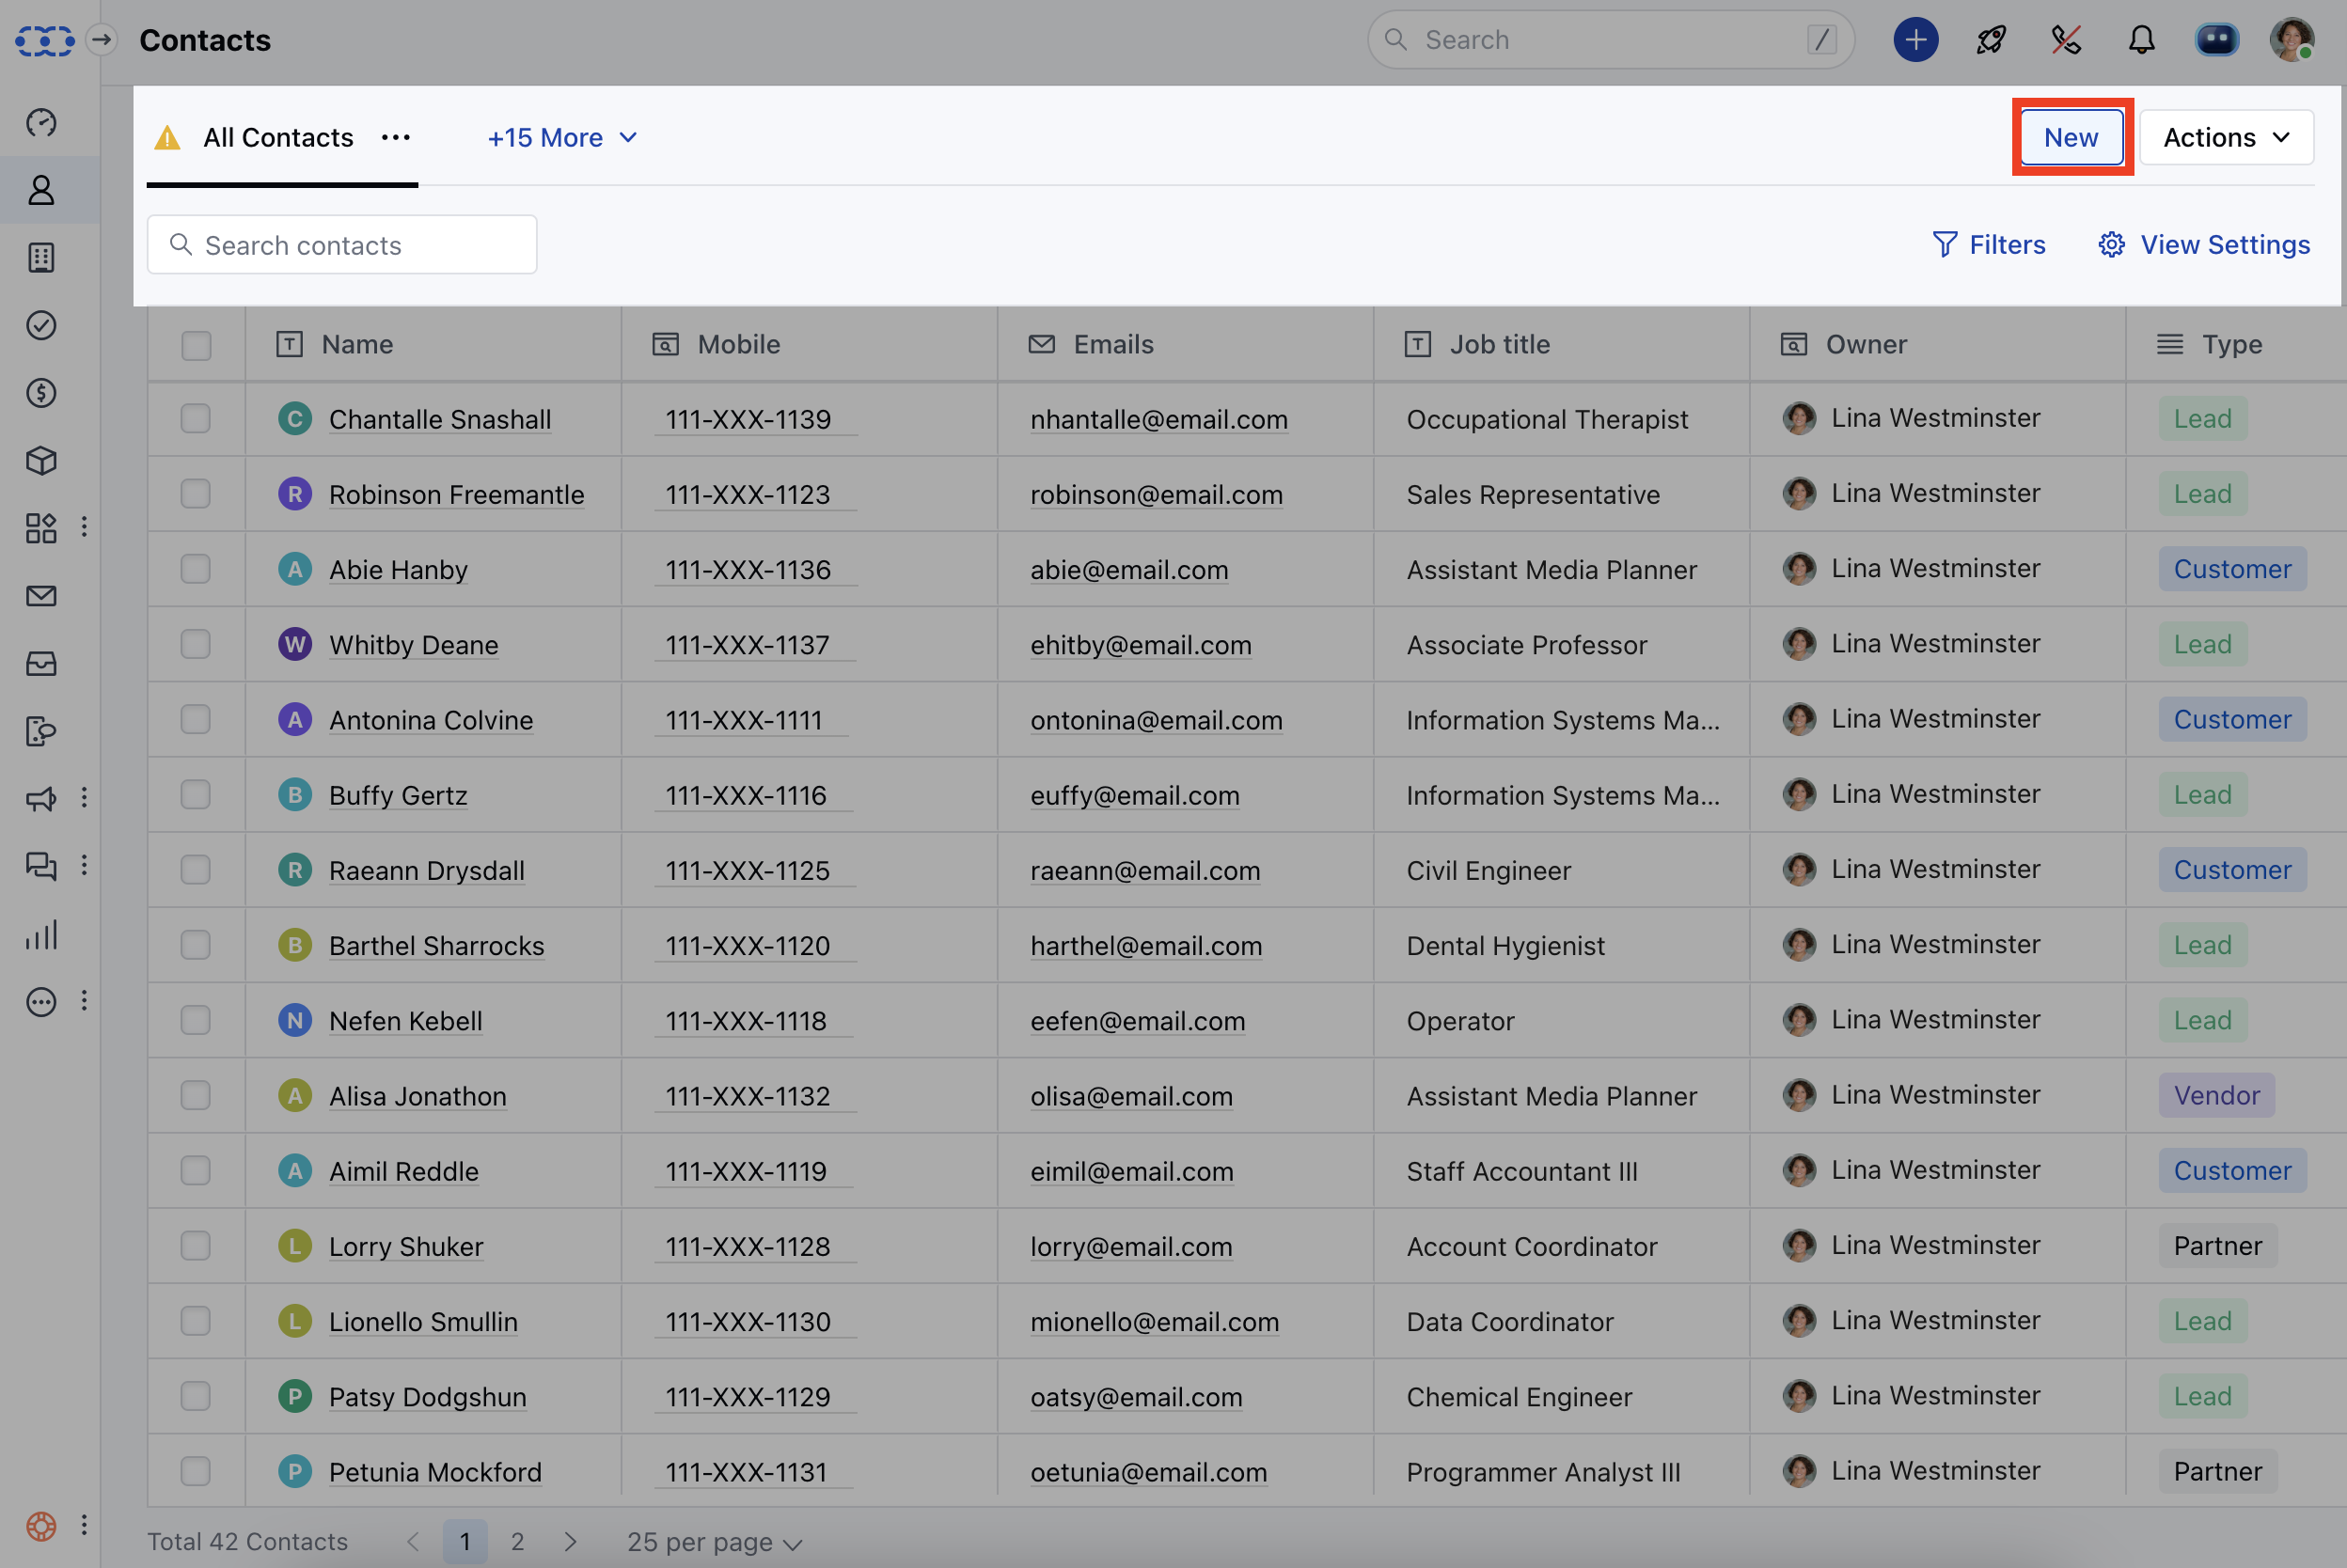 Contacts
Search /
All Contacts ... +15 More New Actions
Search contacts Filters View Settings
Name Mobile Emails Job title Owner Type
C Chantalle Snashall 111-XXX-1139 nhantalle@email.com Occupational Therapist Lina Westminster Lead
R Robinson Freemantle 111-XXX-1123 robinson@email.com Sales Representative Lina Westminster Lead
A Abie Hanby 111-XXX-1136 abie@email.com Assistant Media Planner Lina Westminster Customer
W Whitby Deane 111-XXX-1137 ehitby@email.com Associate Professor Lina Westminster Lead
A Antonina Colvine 111-XXX-1111 ontonina@email.com Information Systems Ma... Lina Westminster Customer
B Buffy Gertz 111-XXX-1116 euffy@email.com Information Systems Ma... Lina Westminster Lead
R Raeann Drysdall 111-XXX-1125 raeann@email.com Civil Engineer Lina Westminster Customer
B Barthel Sharrocks 111-XXX-1120 harthel@email.com Dental Hygienist Lina Westminster Lead
N Nefen Kebell 111-XXX-1118 eefen@email.com Operator Lina Westminster Lead
A Alisa Jonathon 111-XXX-1132 olisa@email.com Assistant Media Planner Lina Westminster Vendor
A Aimil Reddle 111-XXX-1119 eimil@email.com Staff Accountant III Lina Westminster Customer
L Lorry Shuker 111-XXX-1128 lorry@email.com Account Coordinator Lina Westminster Partner
L Lionello Smullin 111-XXX-1130 mionello@email.com Data Coordinator Lina Westminster Lead
P Patsy Dodgshun 111-XXX-1129 oatsy@email.com Chemical Engineer Lina Westminster Lead
P Petunia Mockford 111-XXX-1131 oetunia@email.com Programmer Analyst III Lina Westminster Partner
Total 42 Contacts 1 2 25 per page